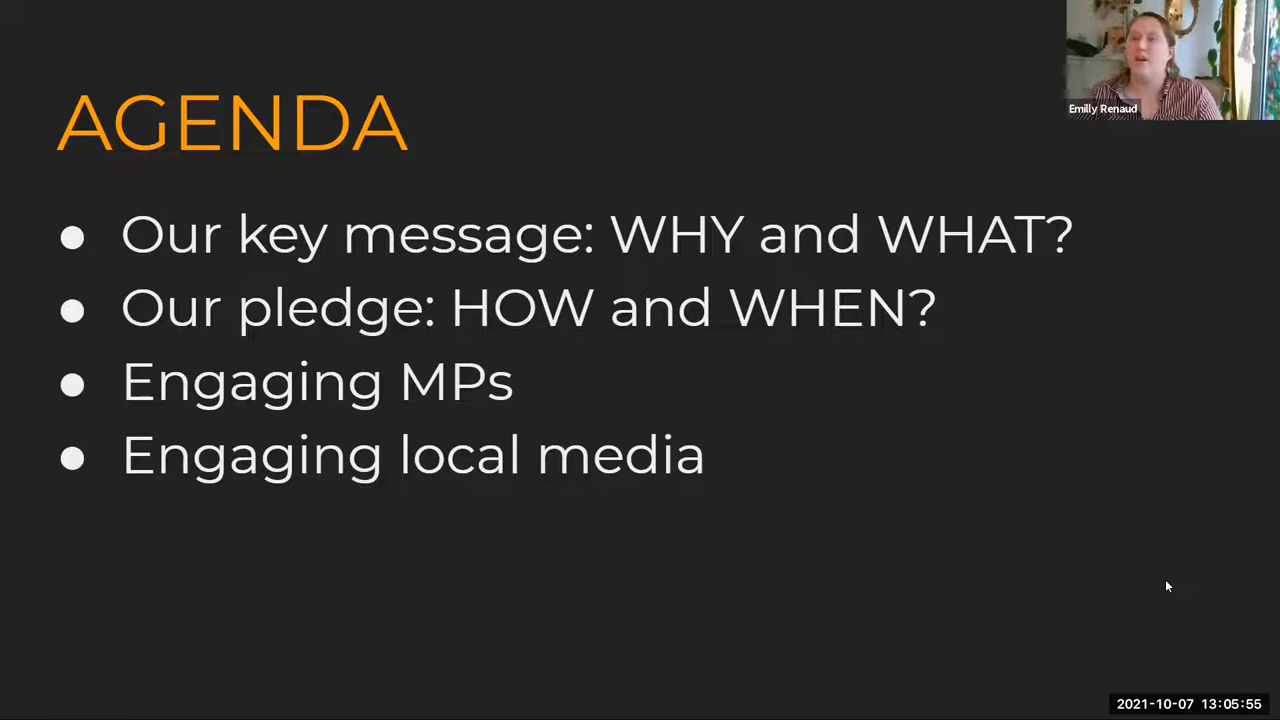 AGENDA
● Our key message: WHY and WHAT?
● Our pledge: HOW and WHEN?
● Engaging MPs
● Engaging local media
Emilly Renaud
2021-10-07 13:05:55